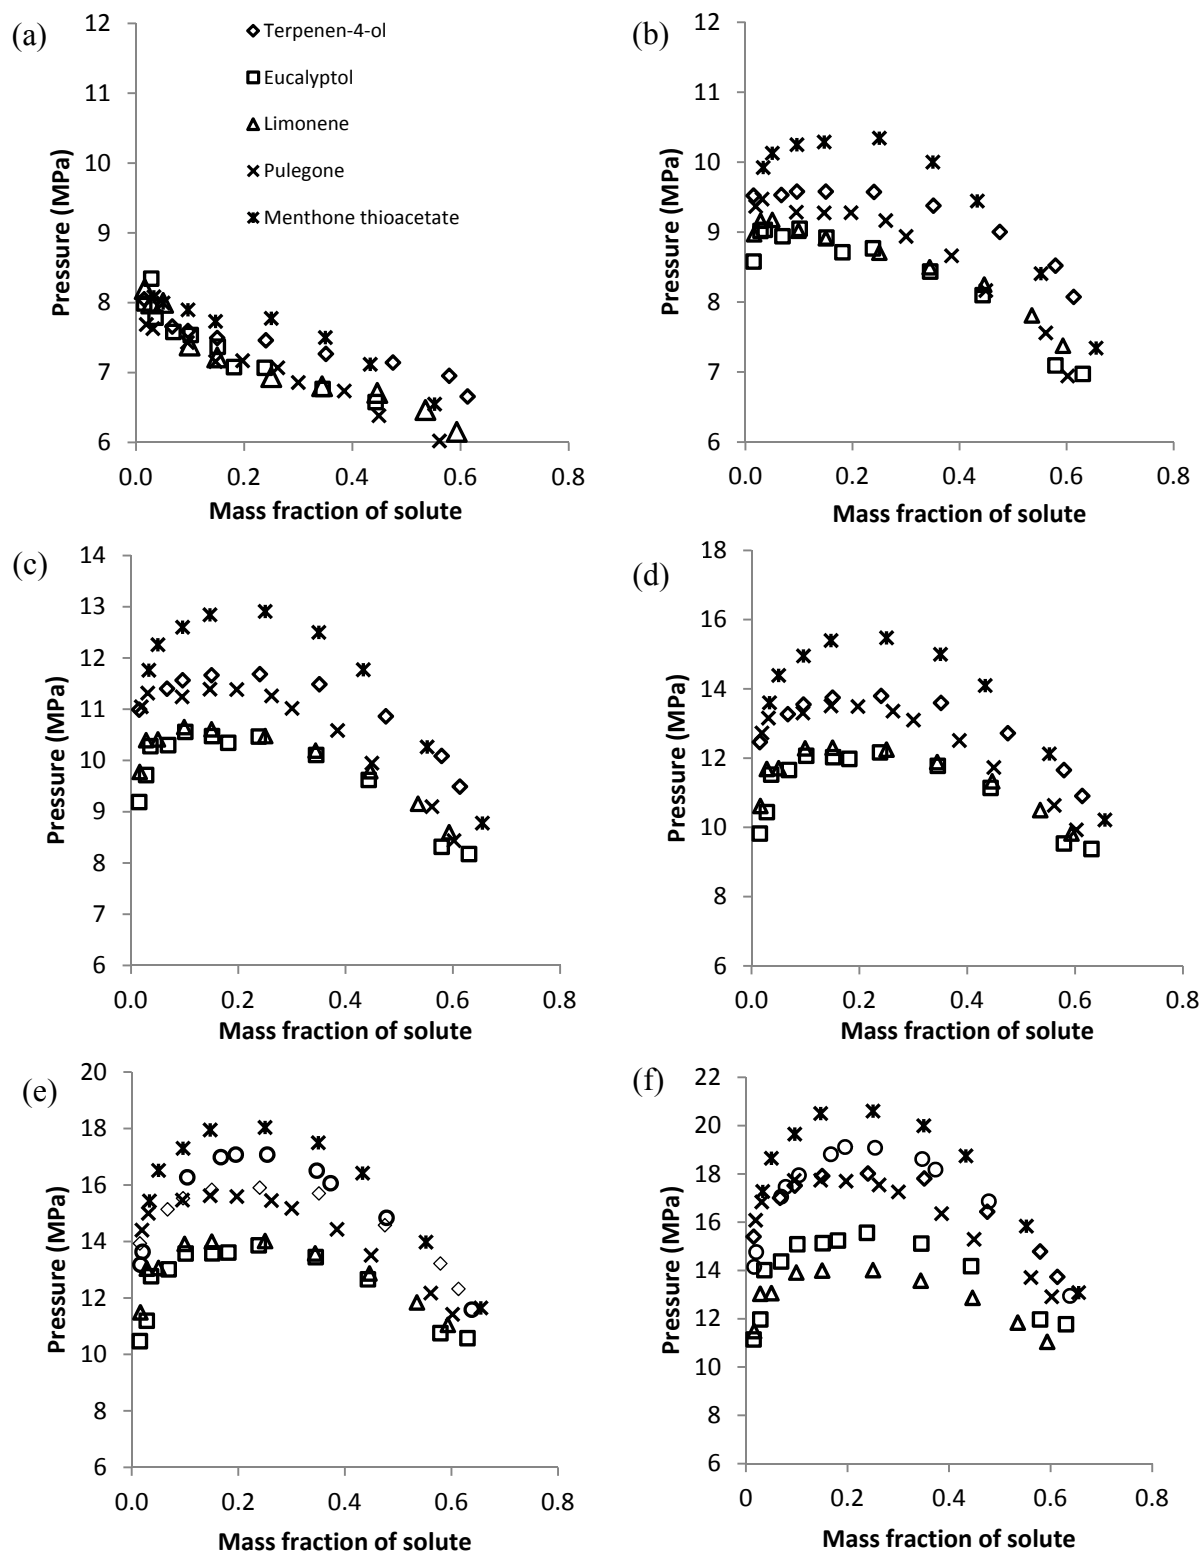 (a)
12
11
10
9
8
7
6
0.0 0.2 0.4 0.6 0.8
Pressure (MPa)
Mass fraction of solute
Terpenen-4-ol
Eucalyptol
Limonene
Pulegone
Menthone thioacetate
(b)
12
11
10
9
8
7
6
0.0 0.2 0.4 0.6 0.8
Pressure (MPa)
Mass fraction of solute
(c)
14
13
12
11
10
9
8
7
6
0.0 0.2 0.4 0.6 0.8
Pressure (MPa)
Mass fraction of solute
(d)
18
16
14
12
10
8
6
0.0 0.2 0.4 0.6 0.8
Pressure (MPa)
Mass fraction of solute
(e)
20
18
16
14
12
10
8
6
0.0 0.2 0.4 0.6 0.8
Pressure (MPa)
Mass fraction of solute
(f)
22
20
18
16
14
12
10
8
6
0 0.2 0.4 0.6 0.8
Pressure (MPa)
Mass fraction of solute